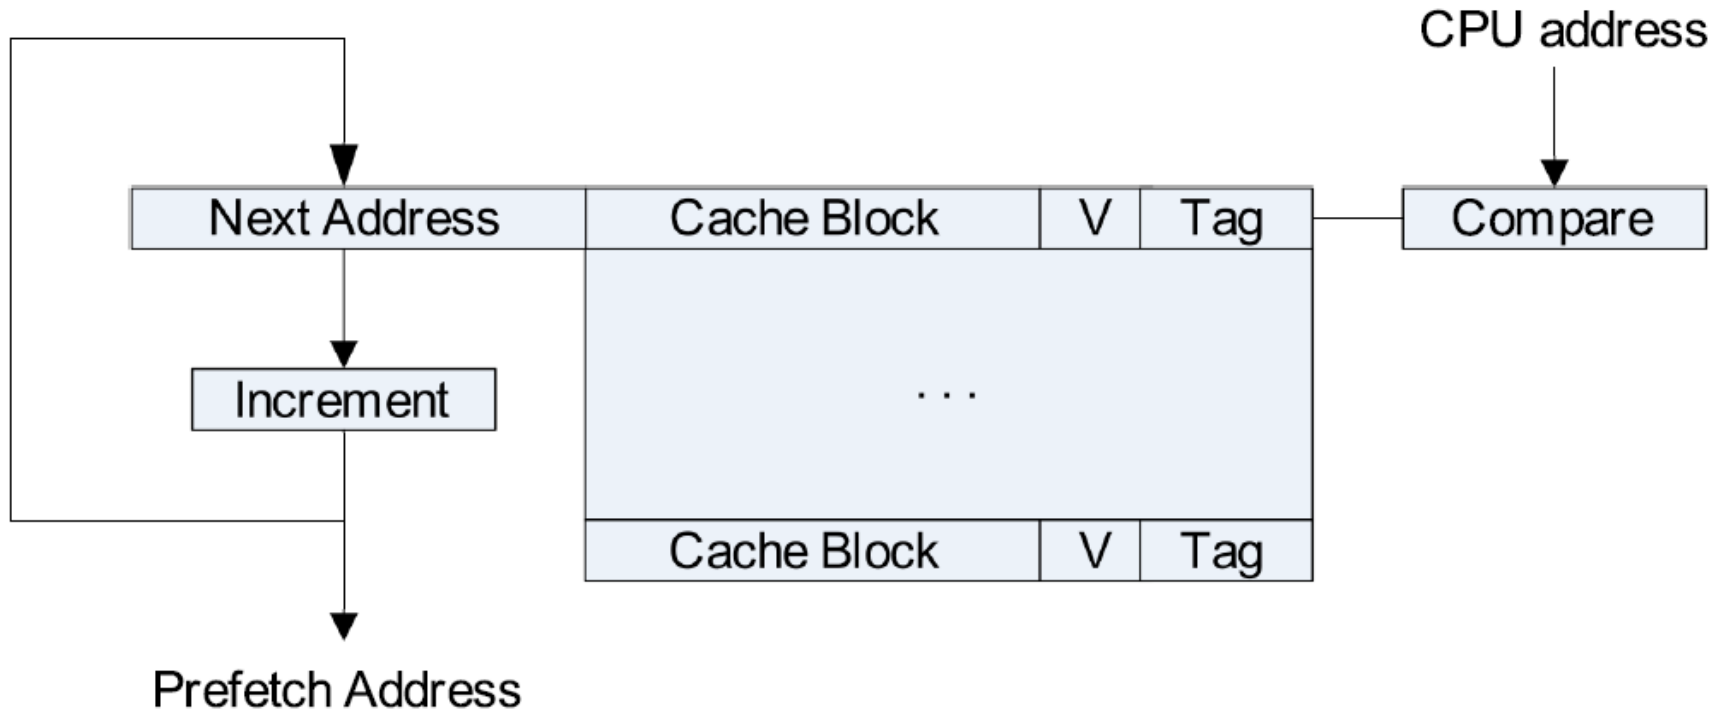 CPU address
Next Address Cache Block V Tag Compare
Increment
. . .
Cache Block V Tag
Prefetch Address